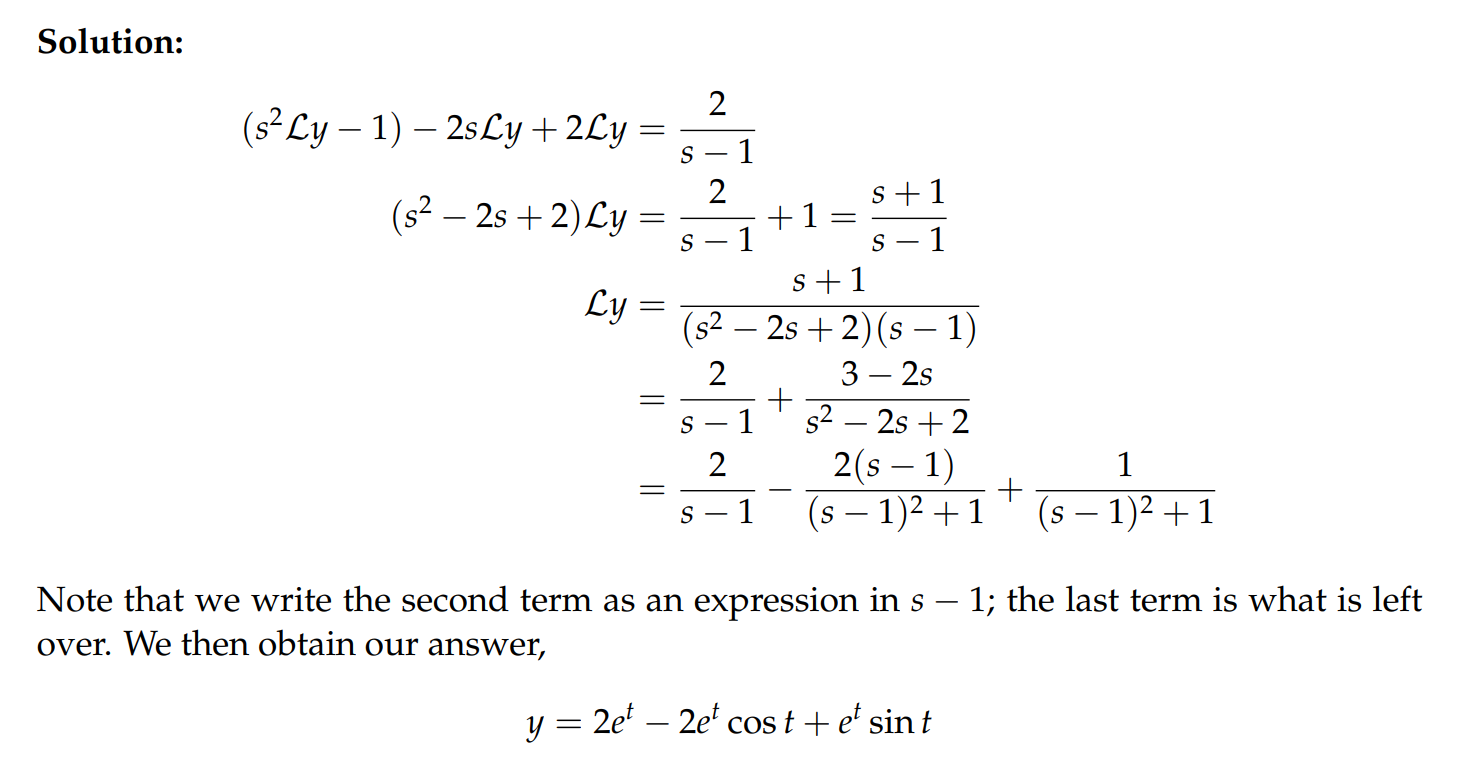 Solution:
(s²ℒy − 1) − 2sℒy + 2ℒy = 2/(s − 1)
(s² − 2s + 2)ℒy = 2/(s − 1) + 1 = (s + 1)/(s − 1)
ℒy = (s + 1)/((s² − 2s + 2)(s − 1))
= 2/(s − 1) + (3 − 2s)/(s² − 2s + 2)
= 2/(s − 1) − 2(s − 1)/((s − 1)² + 1) + 1/((s − 1)² + 1)
Note that we write the second term as an expression in s − 1; the last term is what is left
over. We then obtain our answer,
y = 2eᵗ − 2eᵗ cos t + eᵗ sin t